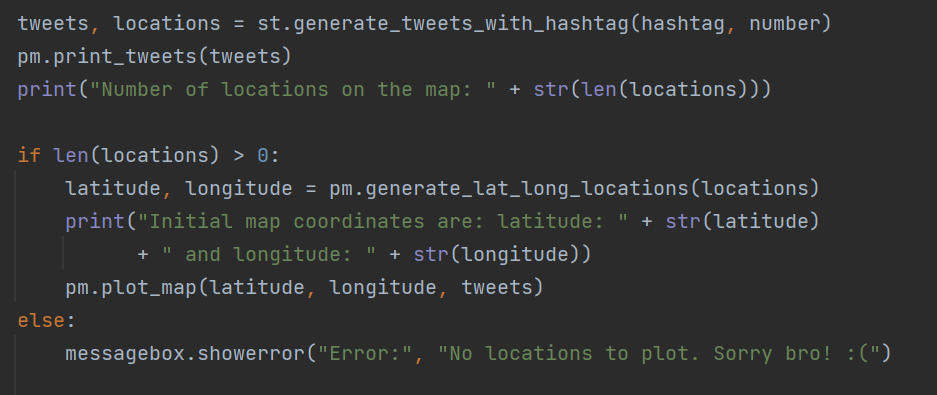 tweets, locations = st.generate_tweets_with_hashtag(hashtag, number)
pm.print_tweets(tweets)
print("Number of locations on the map: " + str(len(locations)))
if len(locations) > 0:
    latitude, longitude = pm.generate_lat_long_locations(locations)
    print("Initial map coordinates are: latitude: " + str(latitude)
          + " and longitude: " + str(longitude))
    pm.plot_map(latitude, longitude, tweets)
else:
    messagebox.showerror("Error:", "No locations to plot. Sorry bro! :(")